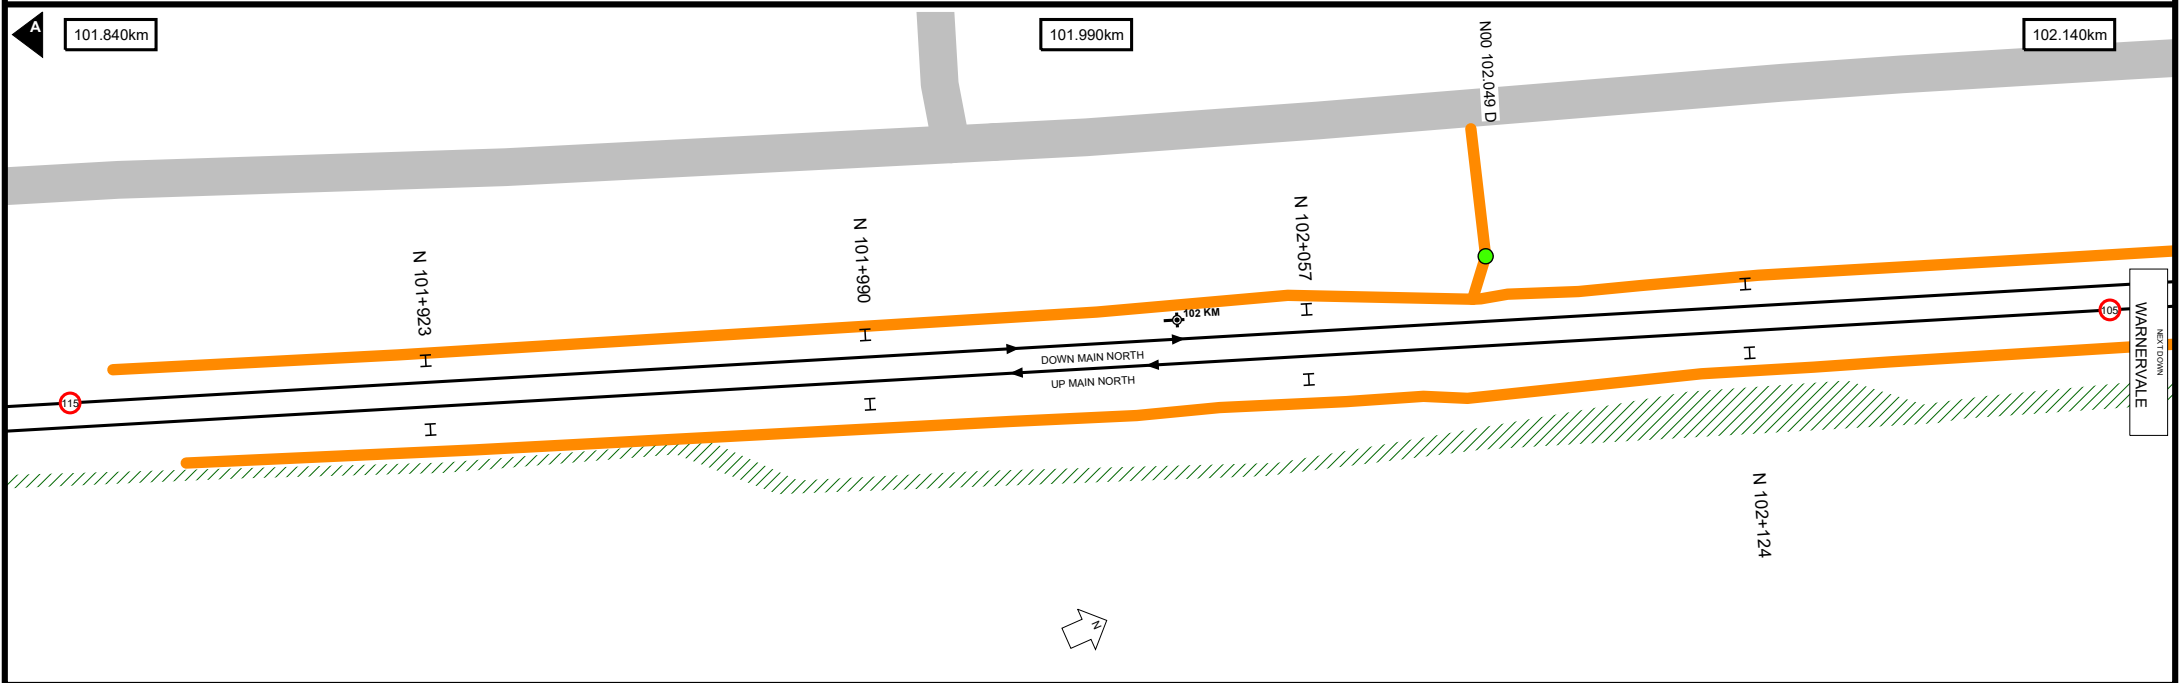 A
101.840km
101.990km
102.140km
N00 102.049 D
N 101+923
N 101+990
N 102+057
102 KM
DOWN MAIN NORTH
UP MAIN NORTH
115
105
NEXT DOWN
WARNERVALE
N 102+124
N